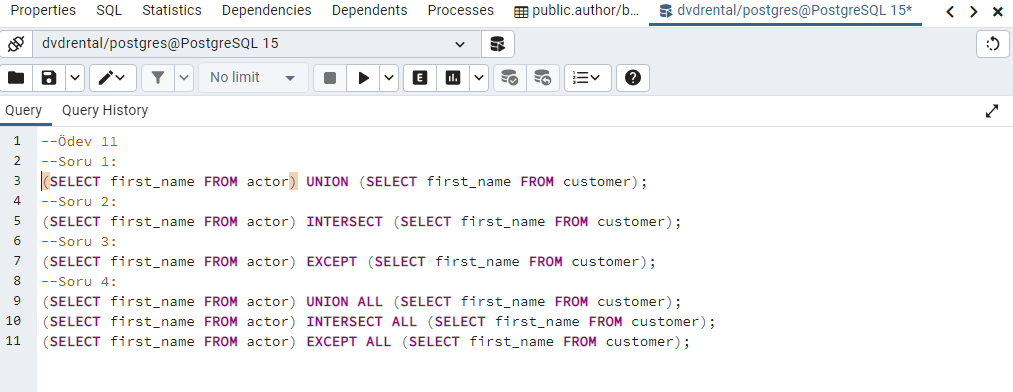 Properties SQL Statistics Dependencies Dependents Processes public.author/b... dvdrental/postgres@PostgreSQL 15*
dvdrental/postgres@PostgreSQL 15
No limit E
Query Query History
1 --Ödev 11
2 --Soru 1:
3 (SELECT first_name FROM actor) UNION (SELECT first_name FROM customer);
4 --Soru 2:
5 (SELECT first_name FROM actor) INTERSECT (SELECT first_name FROM customer);
6 --Soru 3:
7 (SELECT first_name FROM actor) EXCEPT (SELECT first_name FROM customer);
8 --Soru 4:
9 (SELECT first_name FROM actor) UNION ALL (SELECT first_name FROM customer);
10 (SELECT first_name FROM actor) INTERSECT ALL (SELECT first_name FROM customer);
11 (SELECT first_name FROM actor) EXCEPT ALL (SELECT first_name FROM customer);